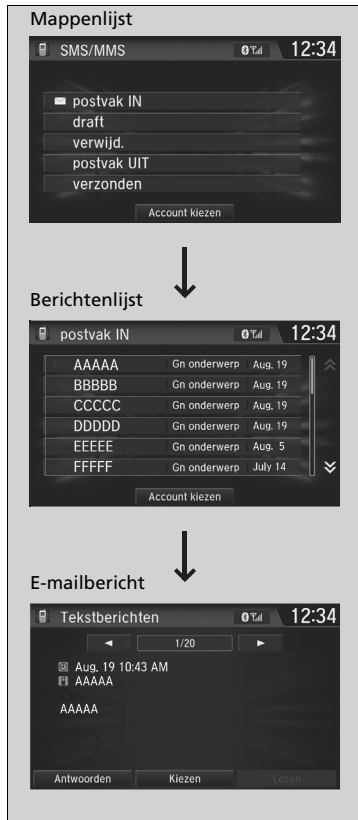 Mappenlijst
SMS/MMS 12:34
postvak IN
draft
verwijd.
postvak UIT
verzonden
Account kiezen
Berichtenlijst
postvak IN 12:34
AAAAA Gn onderwerp Aug. 19
BBBBB Gn onderwerp Aug. 19
CCCCC Gn onderwerp Aug. 19
DDDDD Gn onderwerp Aug. 19
EEEEE Gn onderwerp Aug. 5
FFFFF Gn onderwerp July 14
Account kiezen
E-mailbericht
Tekstberichten 12:34
1/20
Aug. 19 10:43 AM
AAAAA
AAAAA
Antwoorden Kiezen Lezen